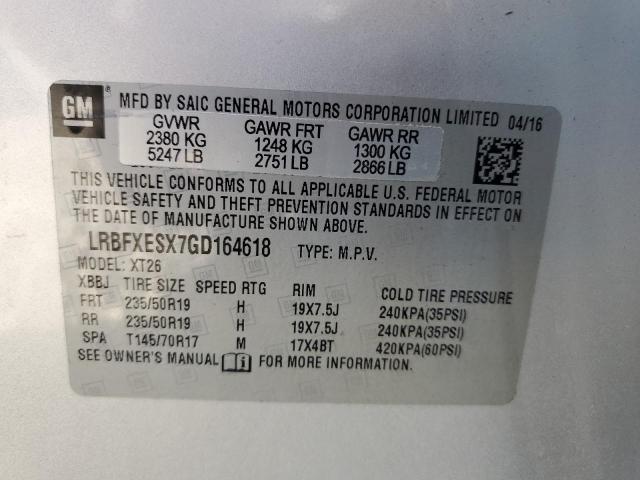 GM
®
MFD BY SAIC GENERAL MOTORS CORPORATION LIMITED 04/16
GVWR GAWR FRT GAWR RR
2380 KG 1248 KG 1300 KG
5247 LB 2751 LB 2866 LB
THIS VEHICLE CONFORMS TO ALL APPLICABLE U.S. FEDERAL MOTOR
VEHICLE SAFETY AND THEFT PREVENTION STANDARDS IN EFFECT ON
THE DATE OF MANUFACTURE SHOWN ABOVE.
LRBFXESX7GD164618 TYPE: M.P.V.
MODEL: XT26
XBBJ TIRE SIZE SPEED RTG RIM COLD TIRE PRESSURE
FRT 235/50R19 H 19X7.5J 240KPA(35PSI)
RR 235/50R19 H 19X7.5J 240KPA(35PSI)
SPA T145/70R17 M 17X4BT 420KPA(60PSI)
SEE OWNER'S MANUAL FOR MORE INFORMATION.